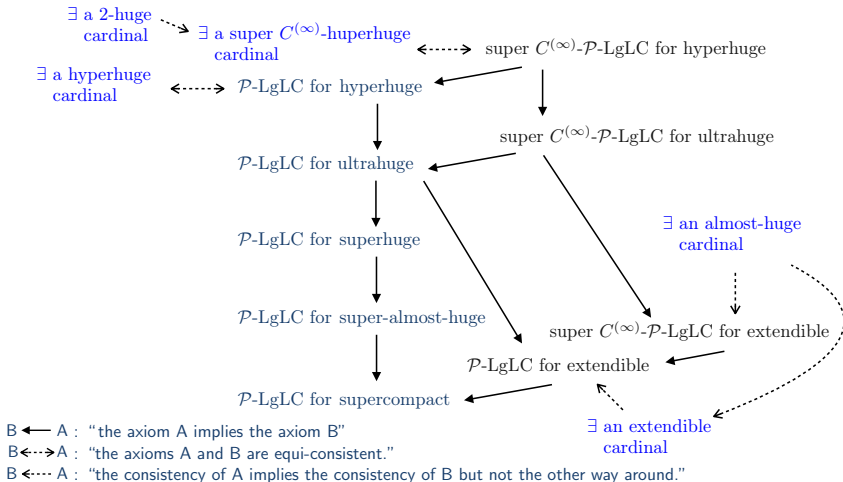 ∃ a 2-huge
cardinal
∃ a super C^(∞)-huperhuge
cardinal
super C^(∞)-𝒫-LgLC for hyperhuge
∃ a hyperhuge
cardinal
𝒫-LgLC for hyperhuge
super C^(∞)-𝒫-LgLC for ultrahuge
𝒫-LgLC for ultrahuge
∃ an almost-huge
cardinal
𝒫-LgLC for superhuge
𝒫-LgLC for super-almost-huge
super C^(∞)-𝒫-LgLC for extendible
𝒫-LgLC for extendible
𝒫-LgLC for supercompact
∃ an extendible
cardinal
B ← A : “the axiom A implies the axiom B”
B ↔ A : “the axioms A and B are equi-consistent.”
B ⇠ A : “the consistency of A implies the consistency of B but not the other way around.”